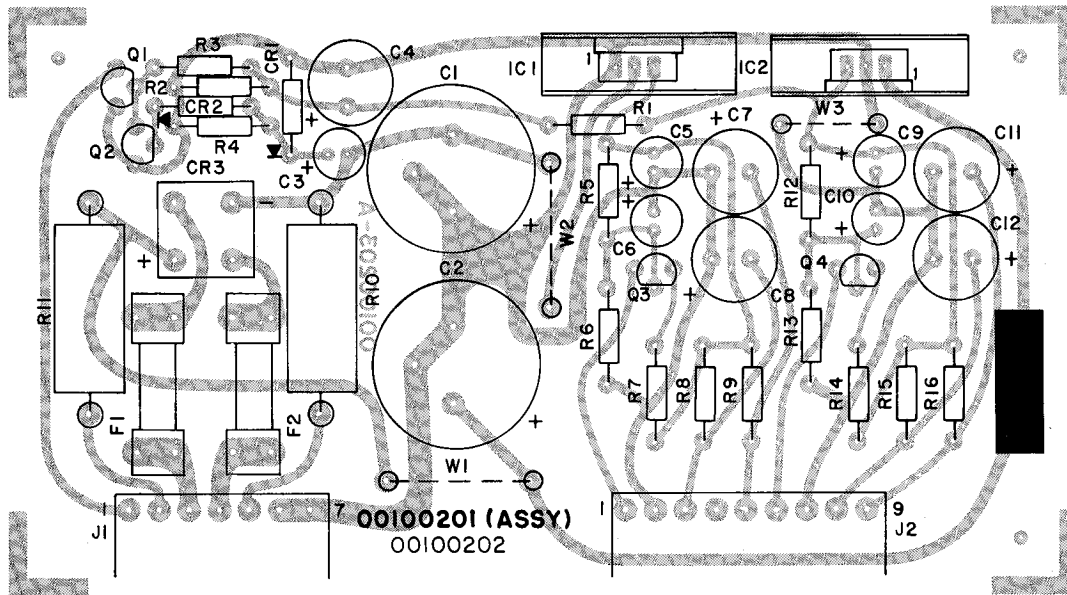 Q1
R3
CR1
C4
C1
IC1
1
IC2
1
R2
CR2
R4
+
Q2
R1
+ C7
W3
C5
C9
C11
C3
+
CR3
-
+
R5
+
+
W2
+
R12
C10
+
+
+
C6
C12
+
C2
00100203-A
R11
R10
Q3
+
C8
Q4
R6
R13
R7
R8
R9
R14
R15
R16
F1
F2
+
W1
1
7
J1
00100201 (ASSY)
00100202
1
9
J2